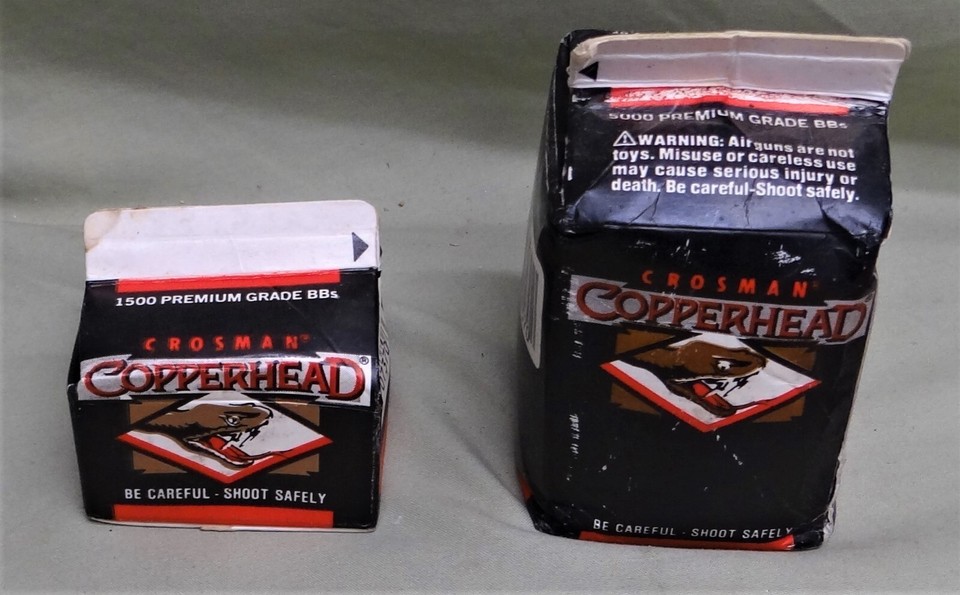 1500 PREMIUM GRADE BBs
CROSMAN
COPPERHEAD®
BE CAREFUL - SHOOT SAFELY
5000 PREMIUM GRADE BBs
⚠WARNING: Airguns are not
toys. Misuse or careless use
may cause serious injury or
death. Be careful-Shoot safely.
CROSMAN
COPPERHEAD
BE CAREFUL - SHOOT SAFELY